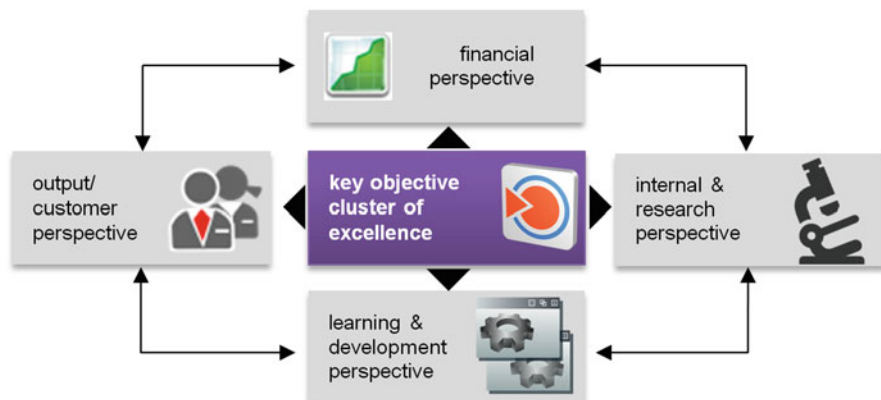 financial
perspective
output/
customer
perspective
key objective
cluster of
excellence
internal &
research
perspective
learning &
development
perspective